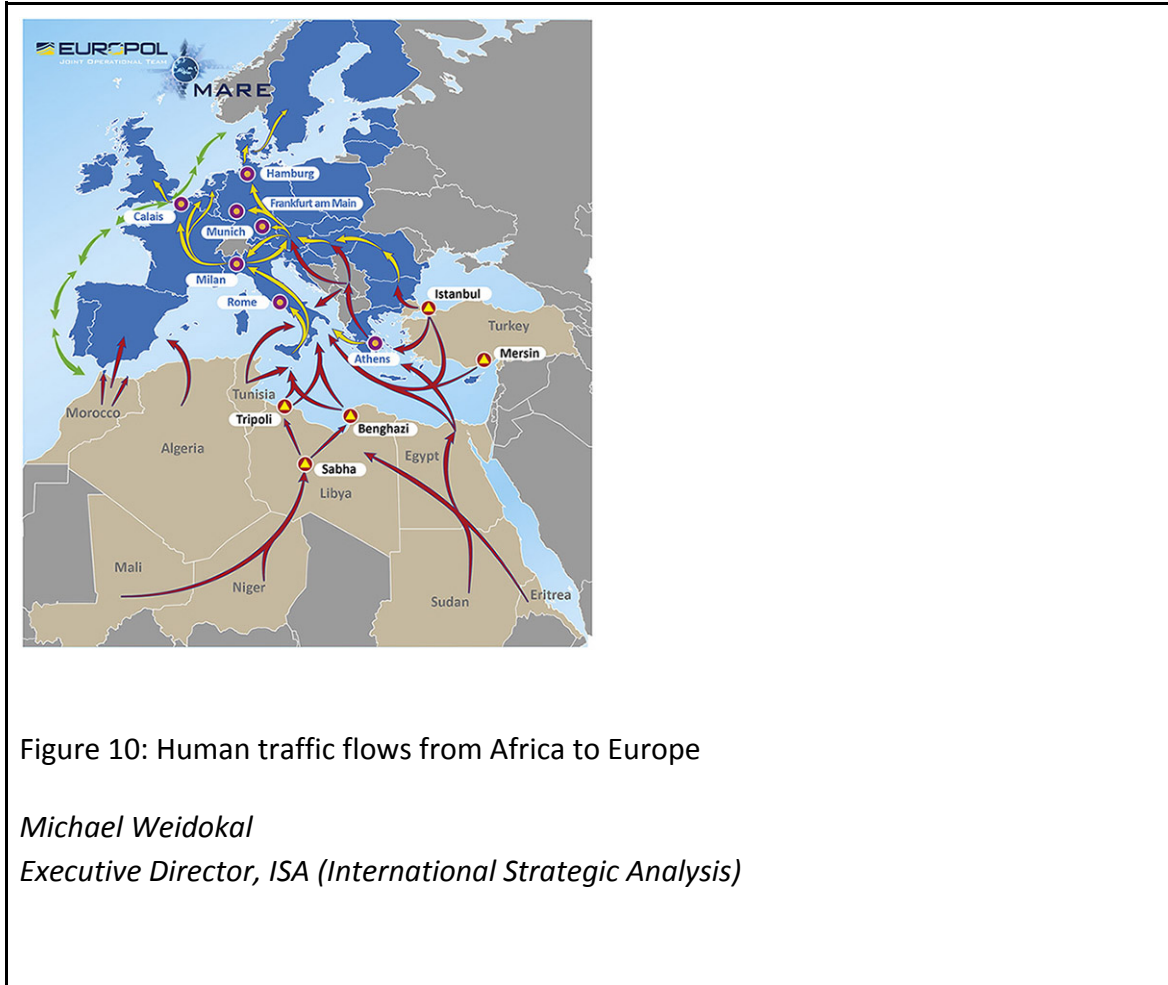 EUROPOL
JOINT OPERATIONAL TEAM
MARE
Hamburg
Frankfurt am Main
Calais
Munich
Milan
Rome
Istanbul
Turkey
Athens
Mersin
Morocco
Tunisia
Tripoli
Benghazi
Algeria
Egypt
Sabha
Libya
Mali
Niger
Sudan
Eritrea
Figure 10: Human traffic flows from Africa to Europe
Michael Weidokal
Executive Director, ISA (International Strategic Analysis)